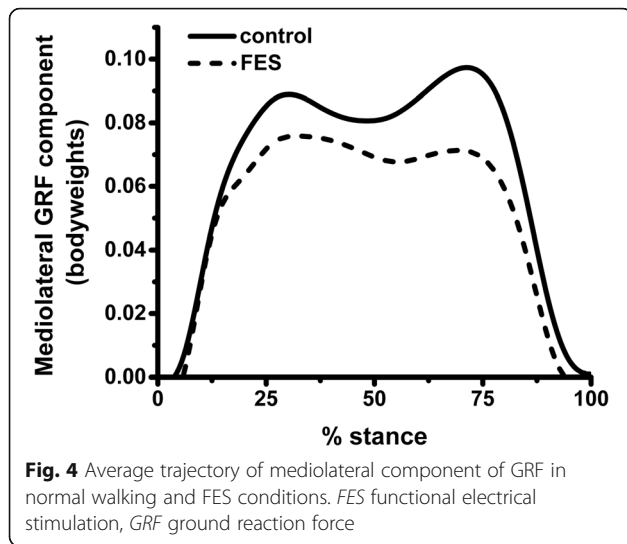 control
FES
Mediolateral GRF component
(bodyweights)
0.10
0.08
0.06
0.04
0.02
0.00
0 25 50 75 100
% stance
Fig. 4 Average trajectory of mediolateral component of GRF in
normal walking and FES conditions. FES functional electrical
stimulation, GRF ground reaction force